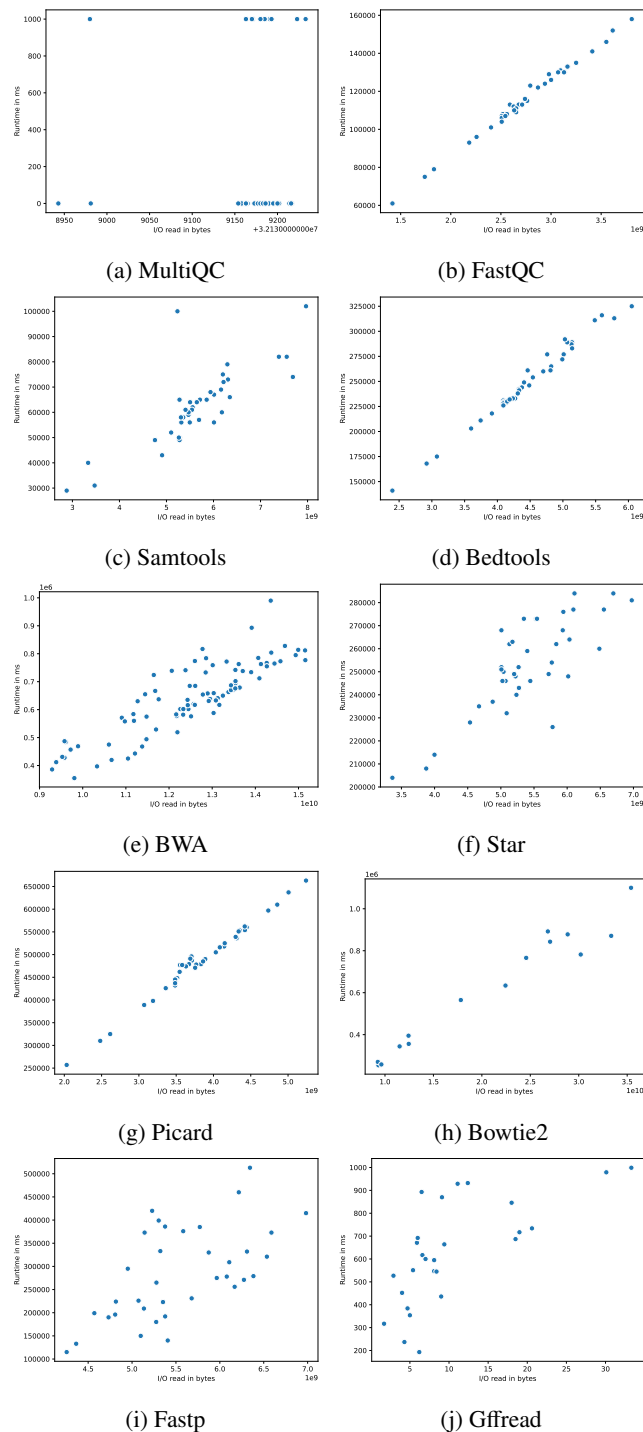 1000
800
600
400
200
0
Runtime in ms
8950 9000 9050 9100 9150 9200
I/O read in bytes
+3.2130000000e7
(a) MultiQC
160000
140000
120000
100000
80000
60000
Runtime in ms
1.5 2.0 2.5 3.0 3.5
I/O read in bytes
1e9
(b) FastQC
100000
90000
80000
70000
60000
50000
40000
30000
Runtime in ms
3 4 5 6 7 8
I/O read in bytes
1e9
(c) Samtools
325000
300000
275000
250000
225000
200000
175000
150000
Runtime in ms
2.5 3.0 3.5 4.0 4.5 5.0 5.5 6.0
I/O read in bytes
1e9
(d) Bedtools
1e6
1.0
0.9
0.8
0.7
0.6
0.5
0.4
Runtime in ms
0.9 1.0 1.1 1.2 1.3 1.4 1.5
I/O read in bytes
1e10
(e) BWA
280000
270000
260000
250000
240000
230000
220000
210000
200000
Runtime in ms
3.5 4.0 4.5 5.0 5.5 6.0 6.5 7.0
I/O read in bytes
1e9
(f) Star
650000
600000
550000
500000
450000
400000
350000
300000
250000
Runtime in ms
2.0 2.5 3.0 3.5 4.0 4.5 5.0
I/O read in bytes
1e9
(g) Picard
1e6
1.0
0.8
0.6
0.4
Runtime in ms
1.0 1.5 2.0 2.5 3.0 3.5
I/O read in bytes
1e10
(h) Bowtie2
500000
450000
400000
350000
300000
250000
200000
150000
100000
Runtime in ms
4.5 5.0 5.5 6.0 6.5 7.0
I/O read in bytes
1e9
(i) Fastp
1000
900
800
700
600
500
400
300
200
Runtime in ms
5 10 15 20 25 30
I/O read in bytes
(j) Gffread